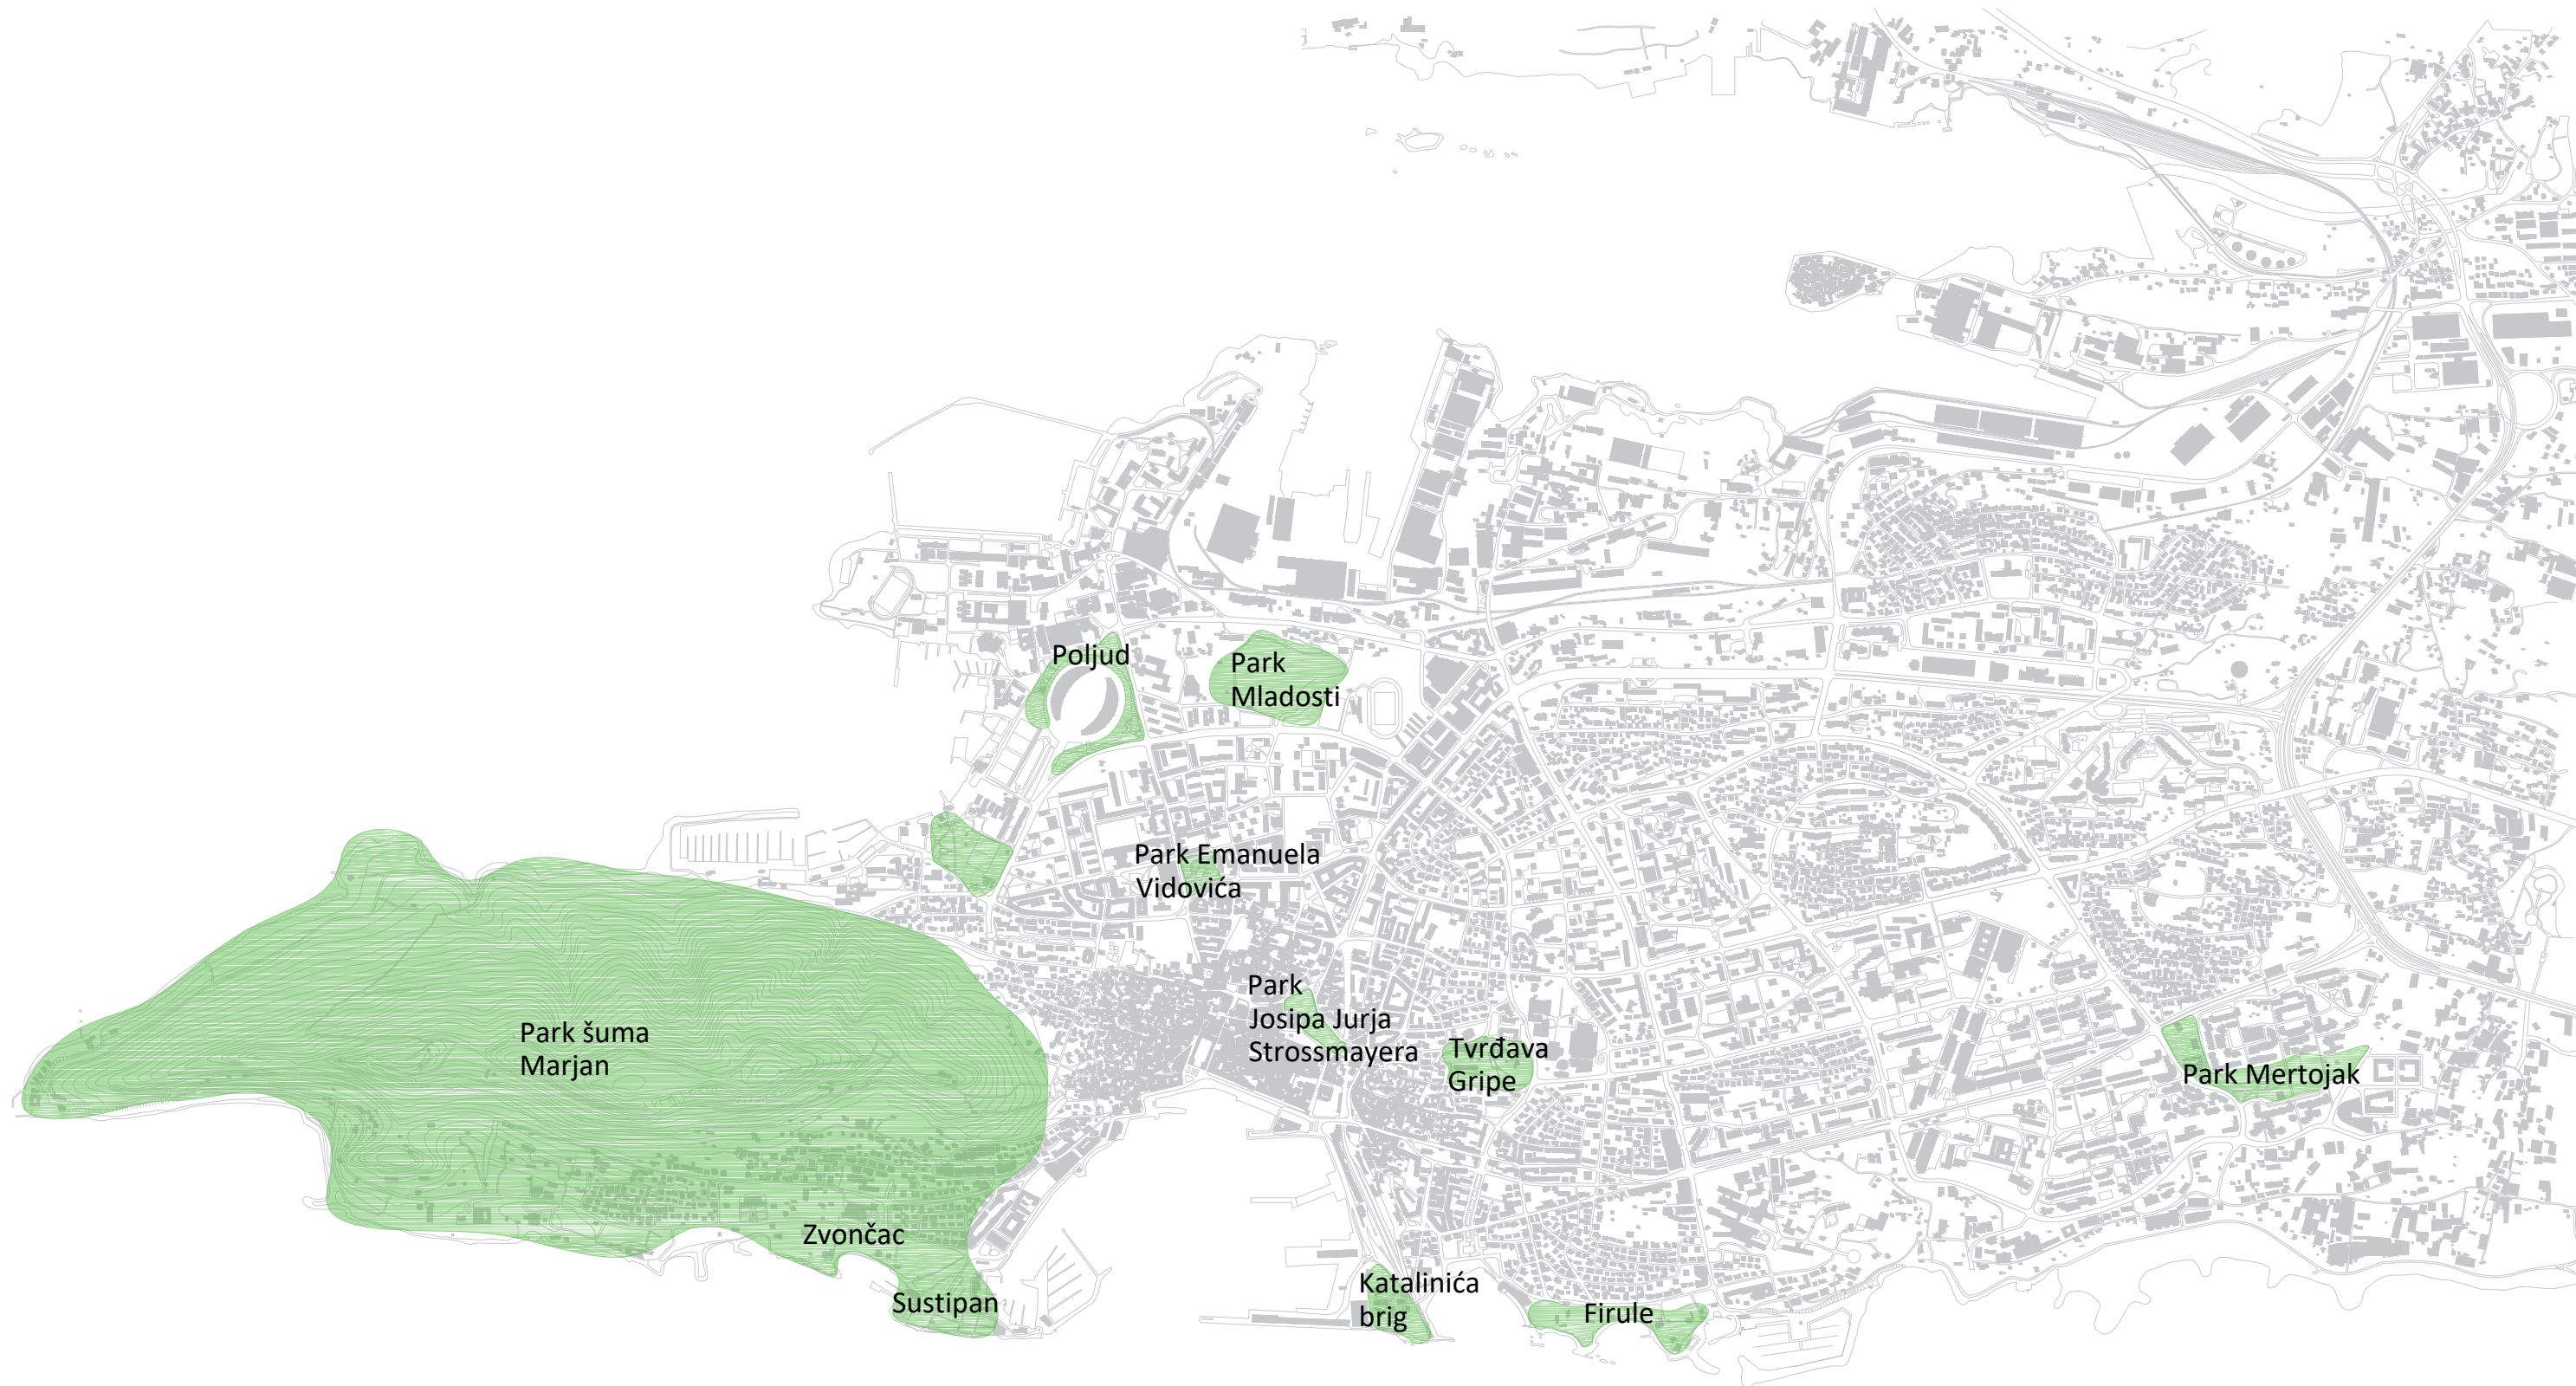 Poljud
Park
Mladosti
Park Emanuela
Vidovića
Park
Josipa Jurja
Strossmayera
Park šuma
Marjan
Tvrđava
Gripe
Park Mertojak
Zvončac
Sustipan
Katalinića
brig
Firule